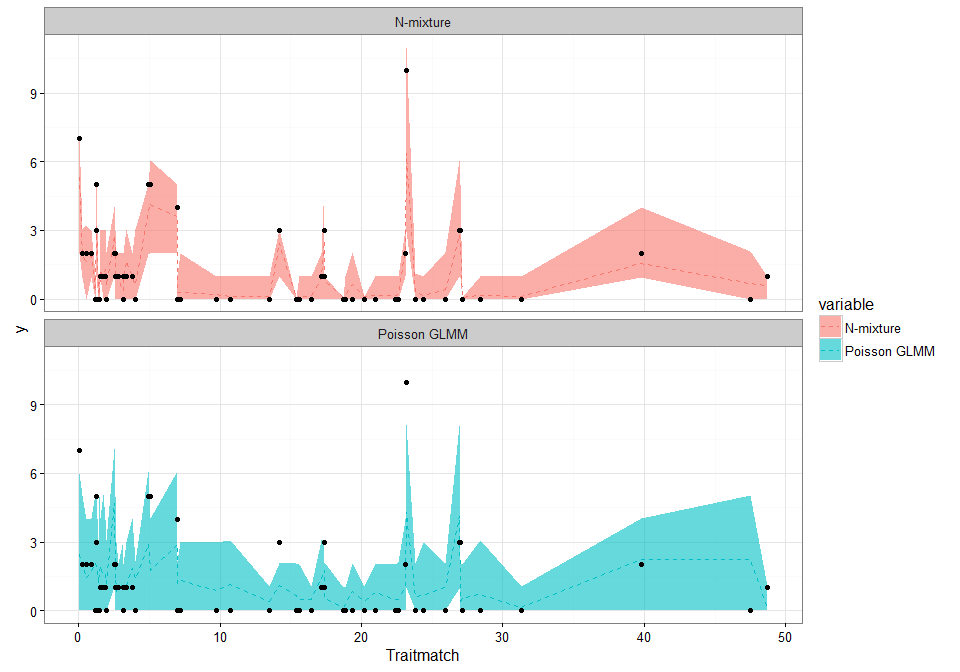 N-mixture
9
6
3
0
Poisson GLMM
9
6
3
0
y
0 10 20 30 40 50
Traitmatch
variable
N-mixture
Poisson GLMM